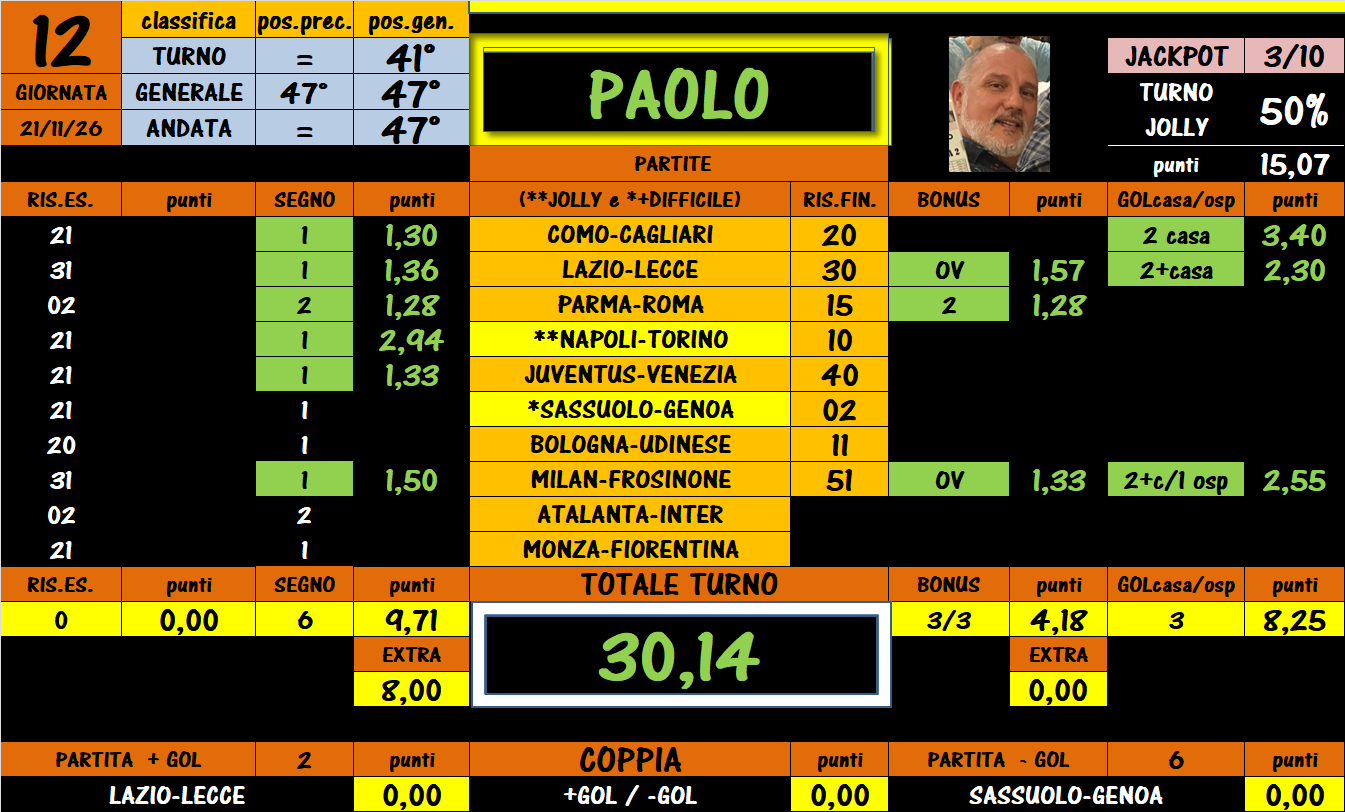 12 classifica pos.prec. pos.gen.
TURNO = 41°
GIORNATA GENERALE 47° 47°
21/11/26 ANDATA = 47°
PAOLO
JACKPOT 3/10
TURNO JOLLY 50%
punti 15,07
PARTITE
RIS.ES. punti SEGNO punti (**JOLLY e *+DIFFICILE) RIS.FIN. BONUS punti GOLcasa/osp punti
21 1 1,30 COMO-CAGLIARI 20 2 casa 3,40
31 1 1,36 LAZIO-LECCE 30 OV 1,57 2+casa 2,30
02 2 1,28 PARMA-ROMA 15 2 1,28
21 1 2,94 **NAPOLI-TORINO 10
21 1 1,33 JUVENTUS-VENEZIA 40
21 1 *SASSUOLO-GENOA 02
20 1 BOLOGNA-UDINESE 11
31 1 1,50 MILAN-FROSINONE 51 OV 1,33 2+c/1 osp 2,55
02 2 ATALANTA-INTER
21 1 MONZA-FIORENTINA
RIS.ES. punti SEGNO punti TOTALE TURNO BONUS punti GOLcasa/osp punti
0 0,00 6 9,71 30,14 3/3 4,18 3 8,25
EXTRA EXTRA
8,00 0,00
PARTITA + GOL 2 punti COPPIA punti PARTITA - GOL 6 punti
LAZIO-LECCE 0,00 +GOL / -GOL 0,00 SASSUOLO-GENOA 0,00